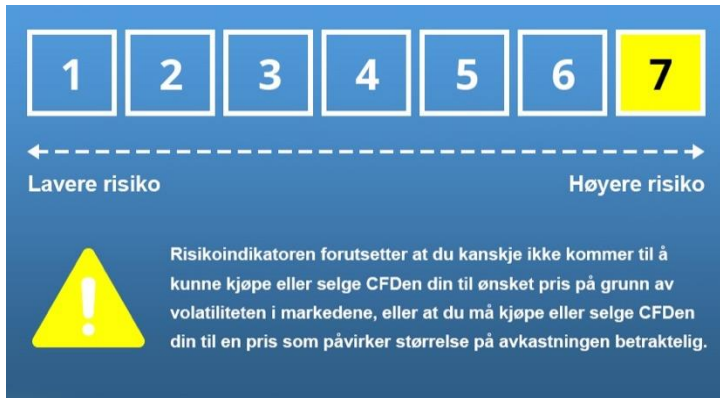 1 2 3 4 5 6 7
Lavere risiko Høyere risiko
Risikoindikatoren forutsetter at du kanskje ikke kommer til å
kunne kjøpe eller selge CFDen din til ønsket pris på grunn av
volatiliteten i markedene, eller at du må kjøpe eller selge CFDen
din til en pris som påvirker størrelse på avkastningen betraktelig.